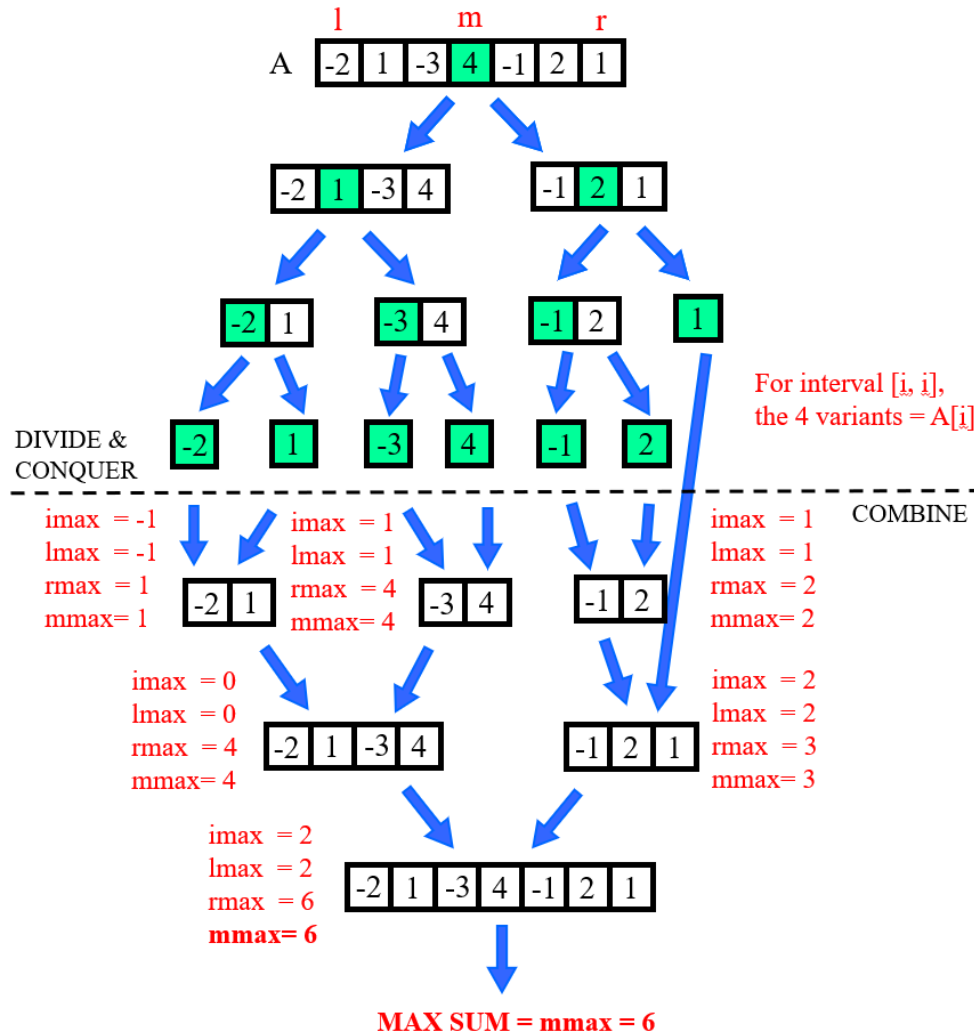 l m r
A -2 1 -3 4 -1 2 1
-2 1 -3 4 -1 2 1
-2 1 -3 4 -1 2 1
For interval [i, i],
the 4 variants = A[i]
-2 1 -3 4 -1 2
DIVIDE &
CONQUER
COMBINE
imax = -1
lmax = -1
rmax = 1
mmax= 1
-2 1
imax = 1
lmax = 1
rmax = 4
mmax= 4
-3 4
-1 2
imax = 1
lmax = 1
rmax = 2
mmax= 2
imax = 0
lmax = 0
rmax = 4
mmax= 4
-2 1 -3 4
-1 2 1
imax = 2
lmax = 2
rmax = 3
mmax= 3
imax = 2
lmax = 2
rmax = 6
mmax= 6
-2 1 -3 4 -1 2 1
MAX SUM = mmax = 6